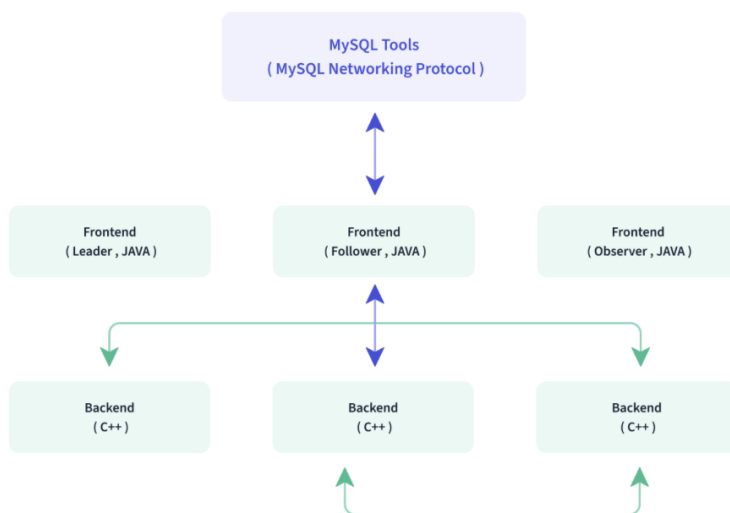 MySQL Tools
( MySQL Networking Protocol )
Frontend
( Leader , JAVA )
Frontend
( Follower , JAVA )
Frontend
( Observer , JAVA )
Backend
( C++ )
Backend
( C++ )
Backend
( C++ )